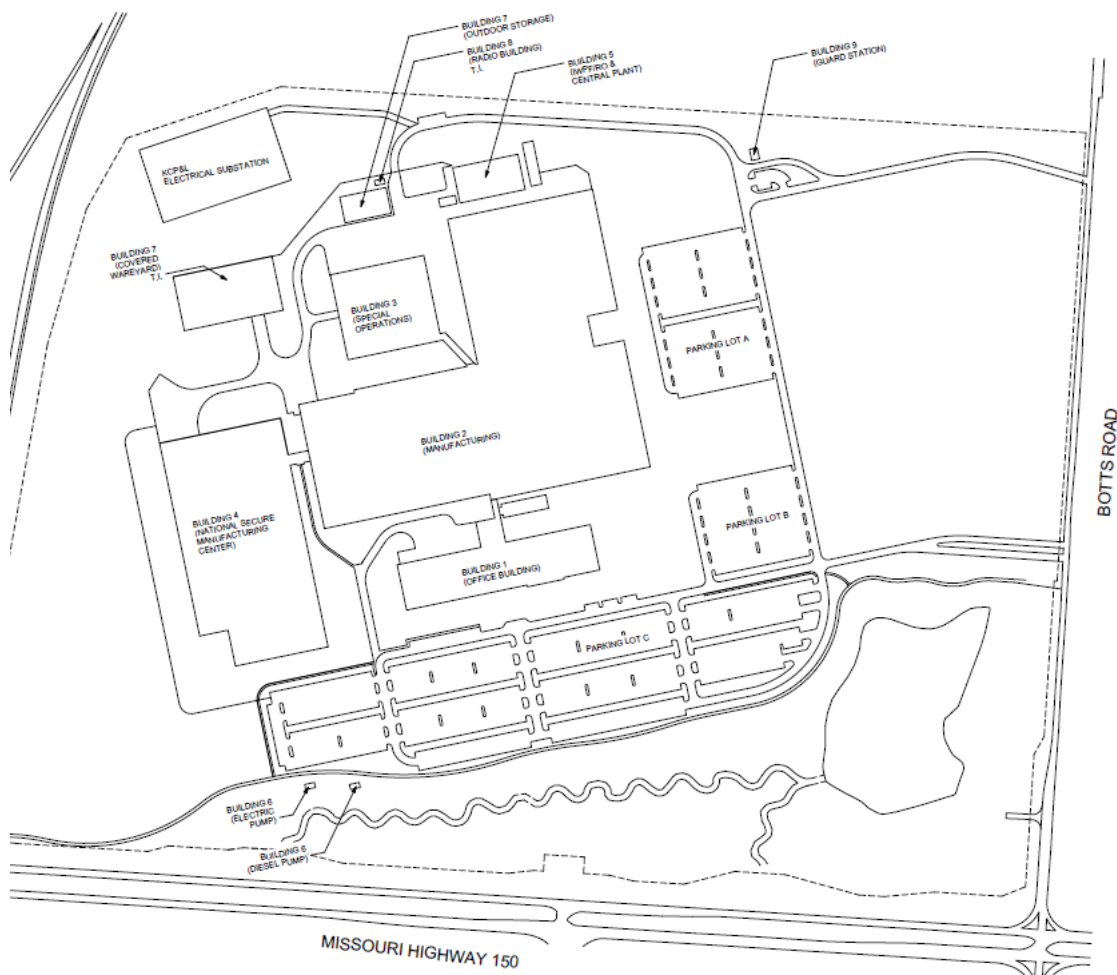 BUILDING 7
(OUTDOOR STORAGE)
BUILDING 8
(RADIO BUILDING)
T.I.
BUILDING 5
(IWPF/RO &
CENTRAL PLANT)
BUILDING 9
(GUARD STATION)
KCP&L
ELECTRICAL SUBSTATION
BUILDING 7
(COVERED
WAREYARD)
T.I.
BUILDING 3
(SPECIAL
OPERATIONS)
PARKING LOT A
BUILDING 2
(MANUFACTURING)
BOTTS ROAD
BUILDING 4
(NATIONAL SECURE
MANUFACTURING
CENTER)
PARKING LOT B
BUILDING 1
(OFFICE BUILDING)
PARKING LOT C
BUILDING 6
(ELECTRIC
PUMP)
BUILDING 6
(DIESEL PUMP)
MISSOURI HIGHWAY 150